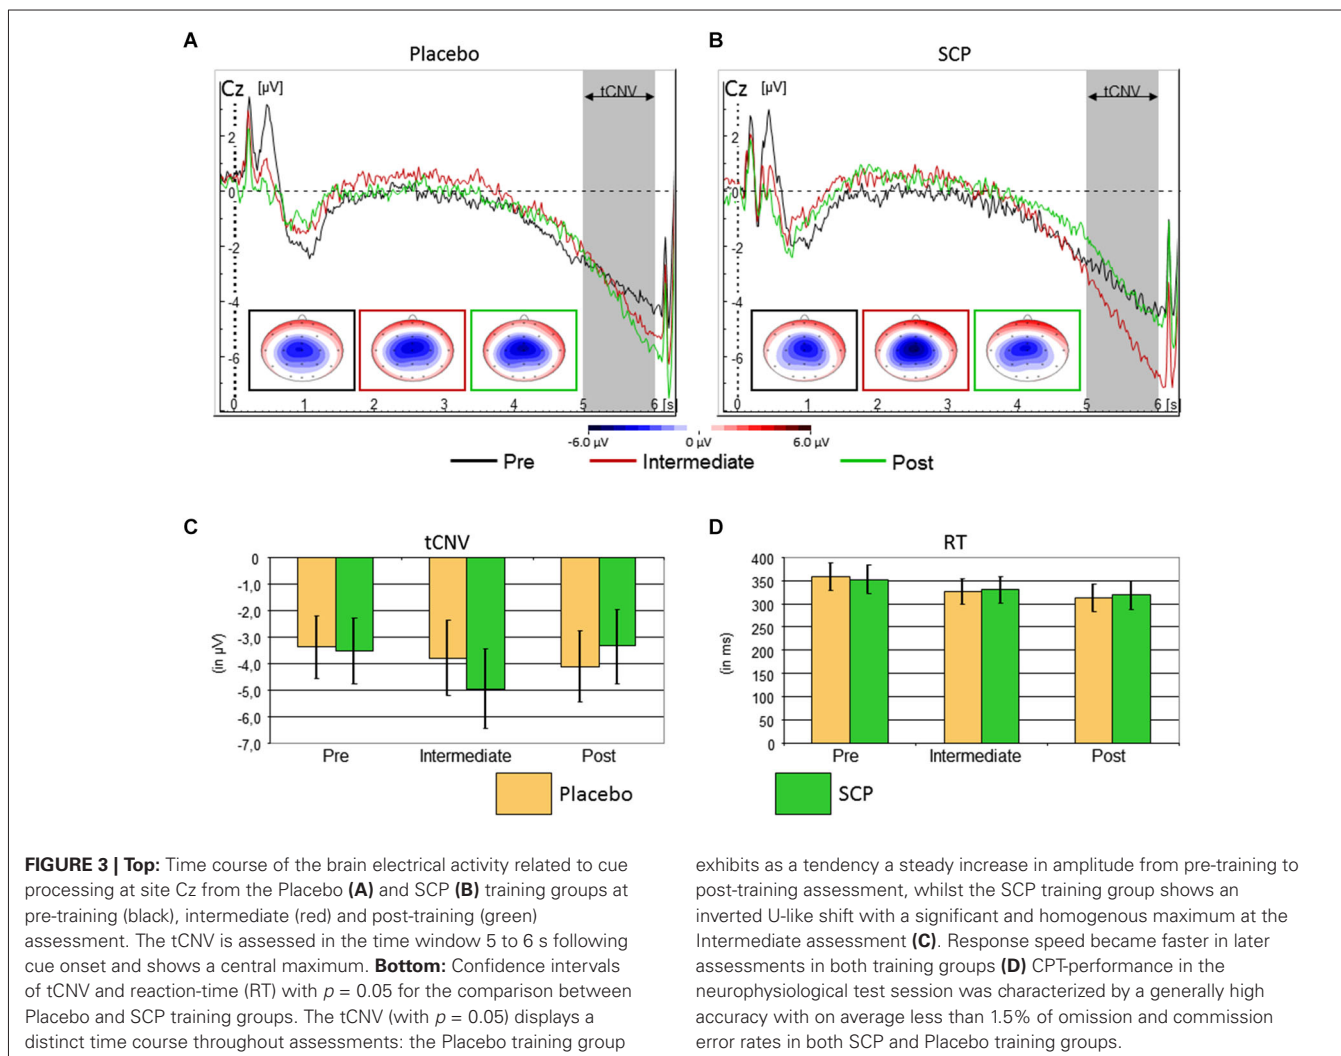 A
Placebo
B
SCP
Cz [µV]
tCNV
2
0
-2
-4
-6
0 1 2 3 4 5 6 [s]
Cz [µV]
tCNV
2
0
-2
-4
-6
0 1 2 3 4 5 6 [s]
-6.0 µV 0 µV 6.0 µV
Pre Intermediate Post
C
tCNV
0
-1,0
-2,0
-3,0
-4,0
-5,0
-6,0
-7,0
(in µV)
Pre Intermediate Post
D
RT
400
350
300
250
200
150
100
50
0
(in ms)
Pre Intermediate Post
Placebo SCP
FIGURE 3 | Top: Time course of the brain electrical activity related to cue
processing at site Cz from the Placebo (A) and SCP (B) training groups at
pre-training (black), intermediate (red) and post-training (green)
assessment. The tCNV is assessed in the time window 5 to 6 s following
cue onset and shows a central maximum. Bottom: Confidence intervals
of tCNV and reaction-time (RT) with p = 0.05 for the comparison between
Placebo and SCP training groups. The tCNV (with p = 0.05) displays a
distinct time course throughout assessments: the Placebo training group
exhibits as a tendency a steady increase in amplitude from pre-training to
post-training assessment, whilst the SCP training group shows an
inverted U-like shift with a significant and homogenous maximum at the
Intermediate assessment (C). Response speed became faster in later
assessments in both training groups (D) CPT-performance in the
neurophysiological test session was characterized by a generally high
accuracy with on average less than 1.5% of omission and commission
error rates in both SCP and Placebo training groups.